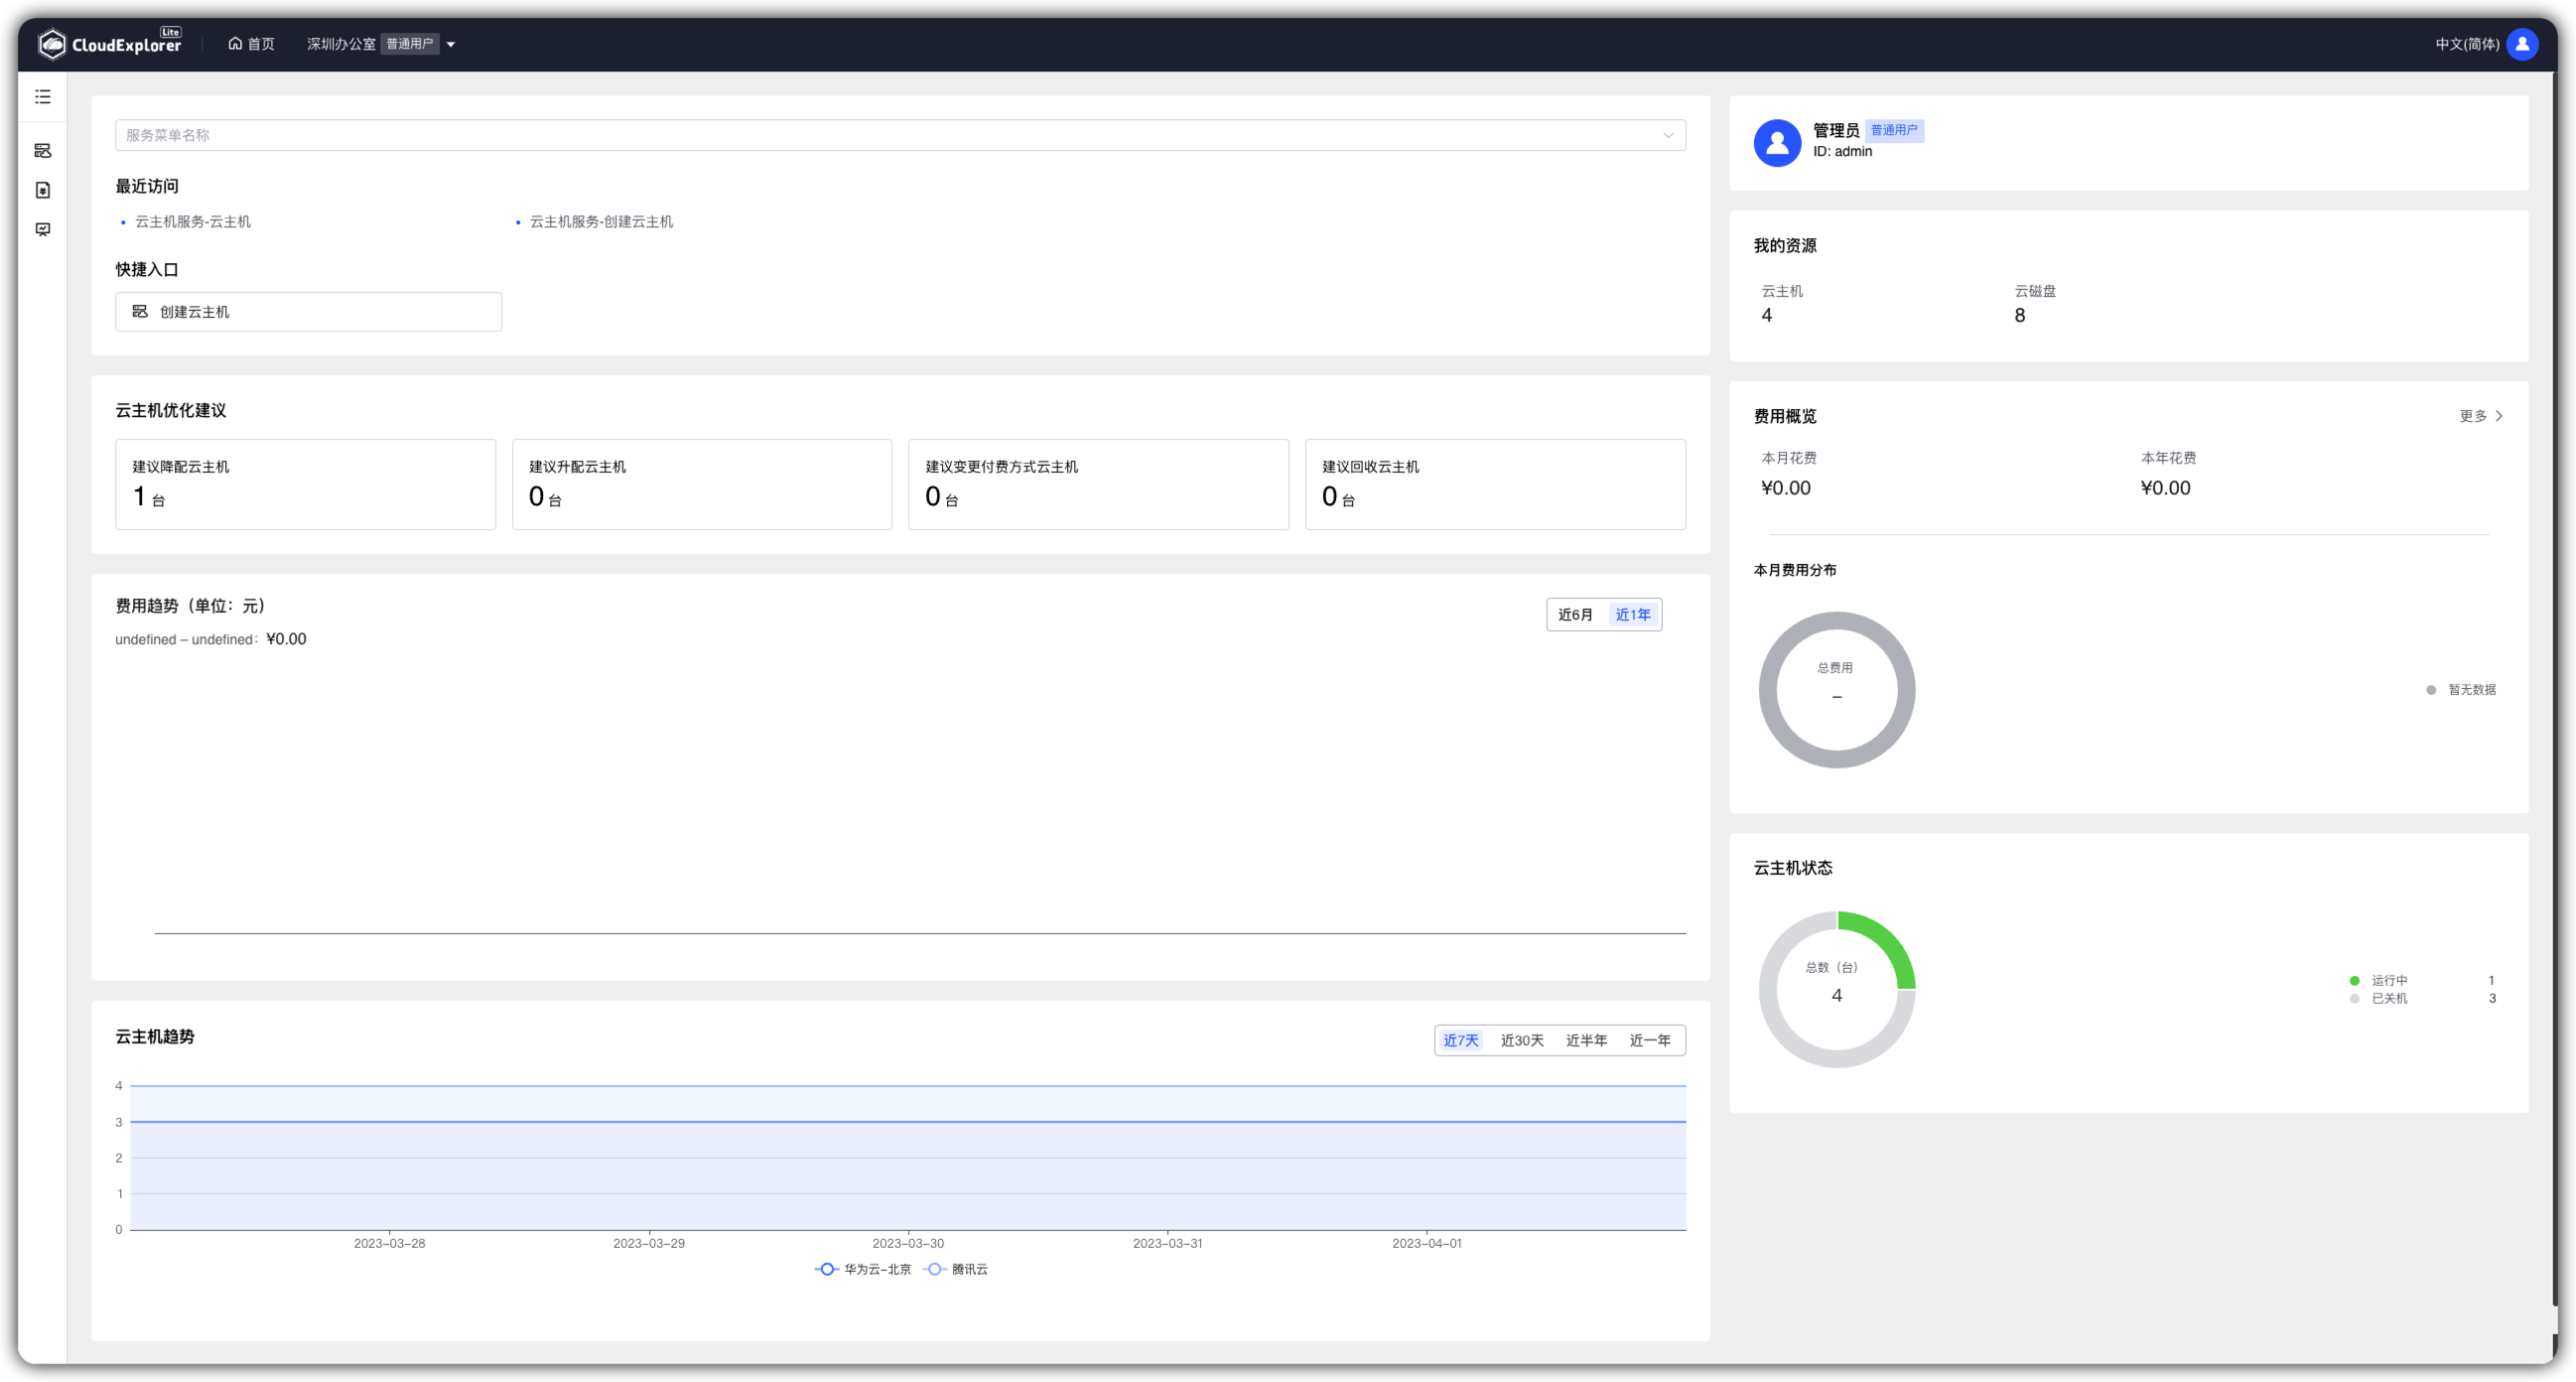 CloudExplorer Lite 首页 深圳办公室 普通用户 中文(简体)
服务菜单名称
最近访问
云主机服务-云主机 云主机服务-创建云主机
快捷入口
创建云主机
云主机优化建议
建议降配云主机 建议升配云主机 建议变更付费方式云主机 建议回收云主机
1 台 0 台 0 台 0 台
费用趋势（单位：元）
近6月 近1年
undefined – undefined： ¥0.00
云主机趋势
近7天 近30天 近半年 近一年
4
3
2
1
0
2023-03-28 2023-03-29 2023-03-30 2023-03-31 2023-04-01
华为云-北京 腾讯云
管理员 普通用户
ID: admin
我的资源
云主机 云磁盘
4 8
费用概览 更多
本月花费 本年花费
¥0.00 ¥0.00
本月费用分布
总费用
–
暂无数据
云主机状态
总数（台）
4
运行中 1
已关机 3